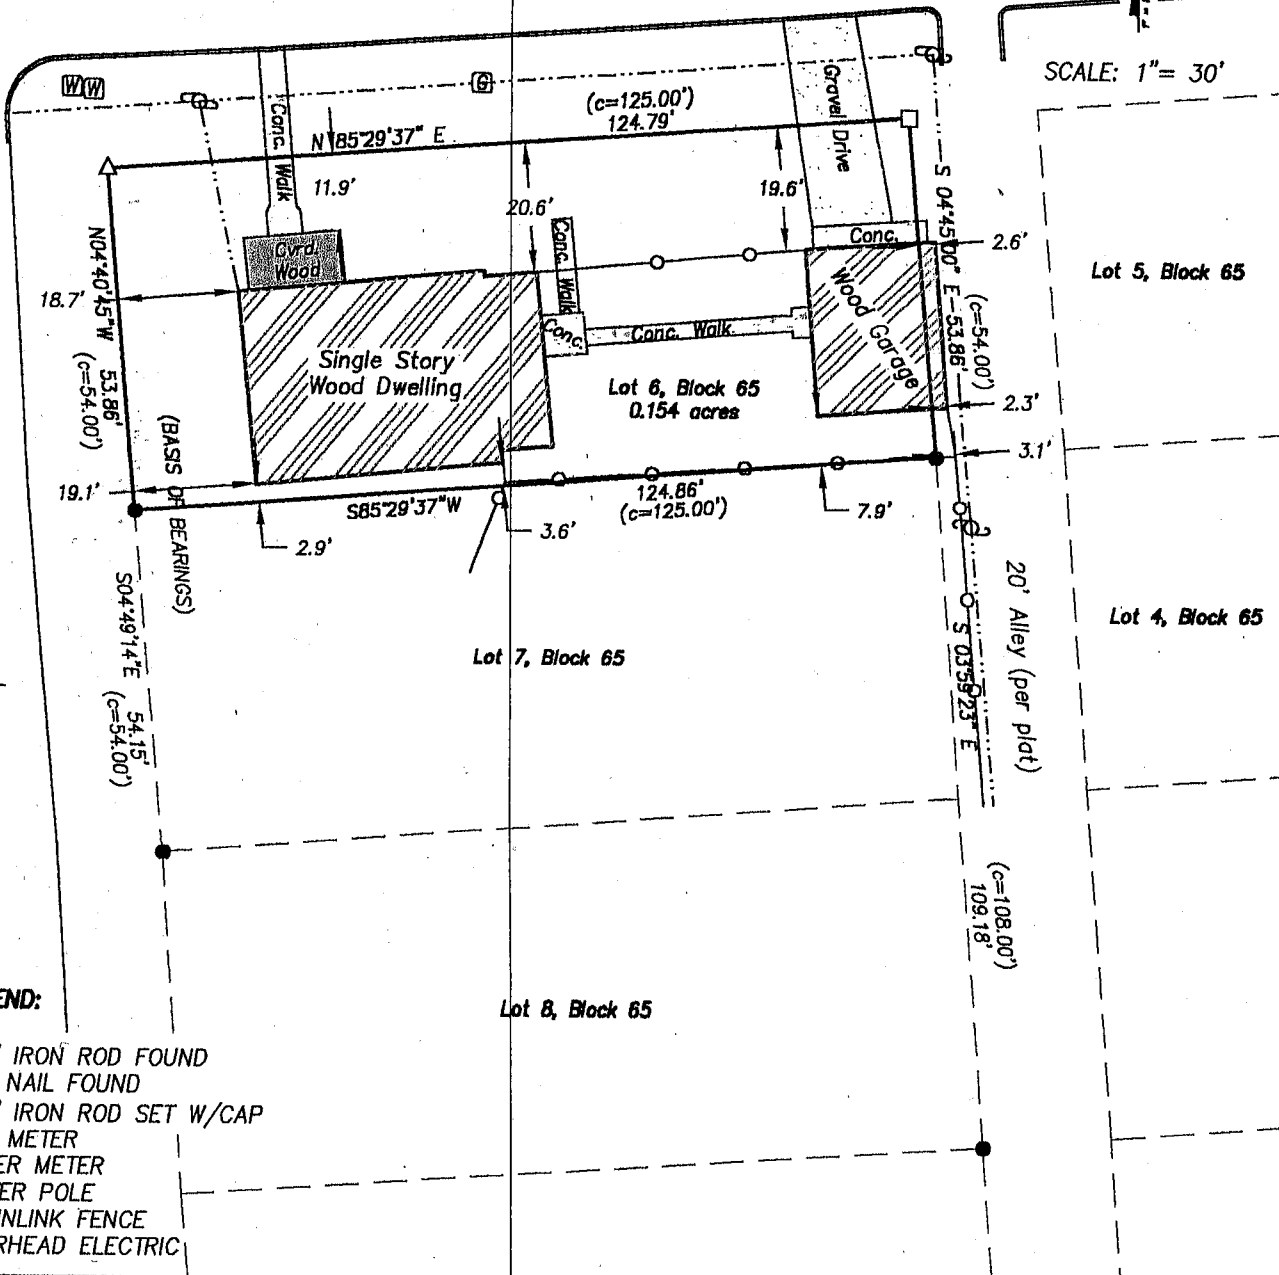 SCALE: 1"= 30'
W W
G
Conc. Walk
Gravel Drive
(c=125.00')
124.79'
N 85°29'37" E
11.9'
20.6'
19.6'
Conc. Walk
Cvrd.
Wood
Conc.
S 04°45'00" E 53.86'
(c=54.00')
2.6'
Lot 5, Block 65
N04°40'45"W 53.86'
(c=54.00')
18.7'
Wood Garage
Conc.
Conc. Walk
Single Story
Wood Dwelling
Lot 6, Block 65
0.154 acres
2.3'
3.1'
(BASIS OF BEARINGS)
19.1'
S85°29'37"W
124.86'
(c=125.00')
2.9'
3.6'
7.9'
S04°49'14"E 54.15'
(c=54.00')
20' Alley (per plat)
Lot 4, Block 65
S 03°59'23" E
Lot 7, Block 65
(c=108.00')
109.18'
END:
Lot 8, Block 65
" IRON ROD FOUND
NAIL FOUND
" IRON ROD SET W/CAP
METER
ER METER
ER POLE
INLINK FENCE
RHEAD ELECTRIC